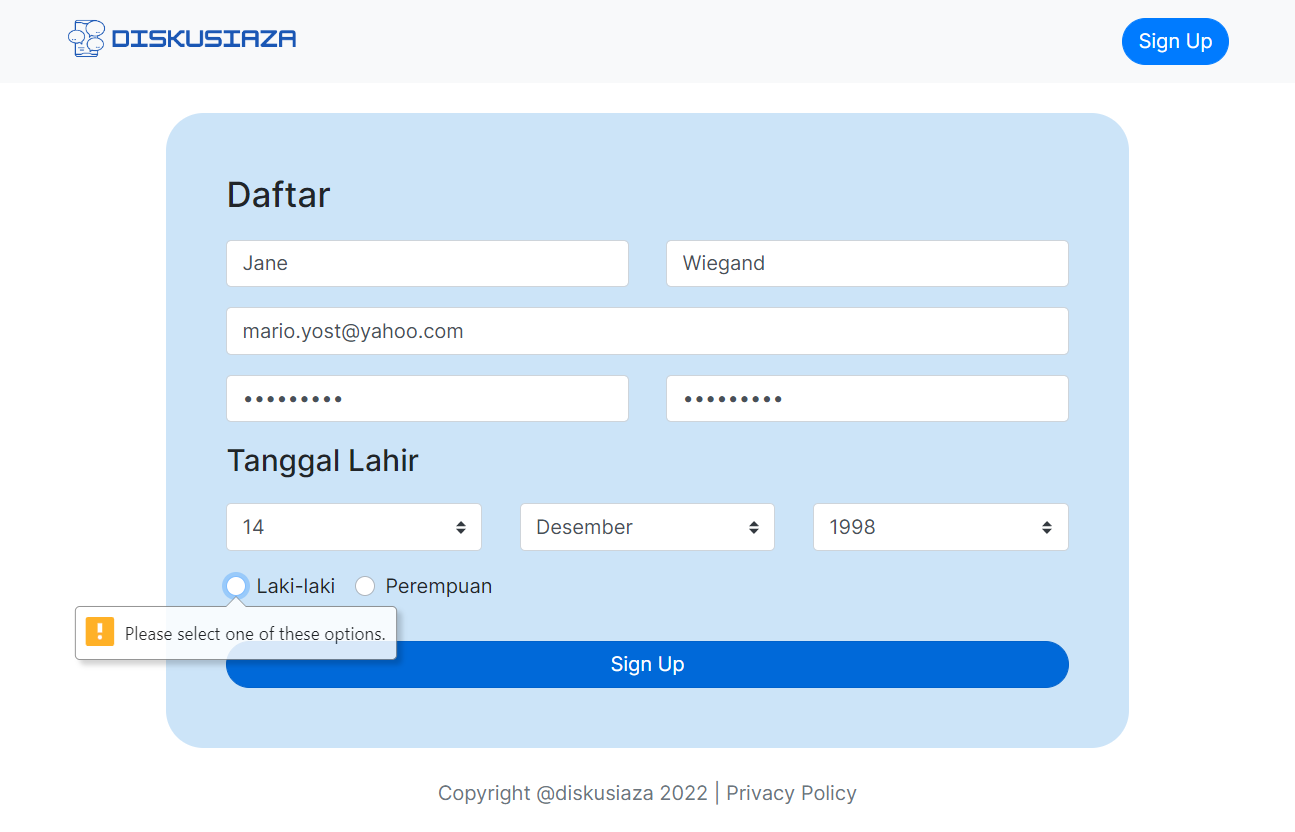 DISKUSIAZA
Sign Up
Daftar
Jane
Wiegand
mario.yost@yahoo.com
•••••••••
•••••••••
Tanggal Lahir
14
Desember
1998
Laki-laki
Perempuan
Please select one of these options.
Sign Up
Copyright @diskusiaza 2022 | Privacy Policy